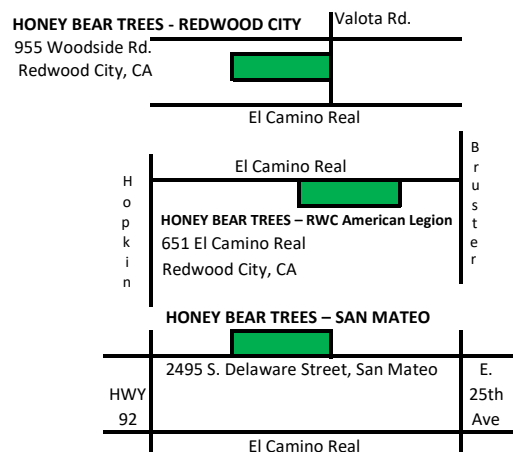 HONEY BEAR TREES - REDWOOD CITY
Valota Rd.
955 Woodside Rd.
Redwood City, CA
El Camino Real
El Camino Real
Hopkin
Bruster
HONEY BEAR TREES – RWC American Legion
651 El Camino Real
Redwood City, CA
HONEY BEAR TREES – SAN MATEO
2495 S. Delaware Street, San Mateo
HWY
92
E.
25th
Ave
El Camino Real